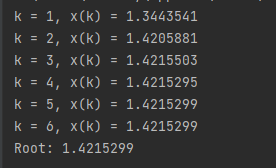 k = 1, x(k) = 1.3443541
k = 2, x(k) = 1.4205881
k = 3, x(k) = 1.4215503
k = 4, x(k) = 1.4215295
k = 5, x(k) = 1.4215299
k = 6, x(k) = 1.4215299
Root: 1.4215299